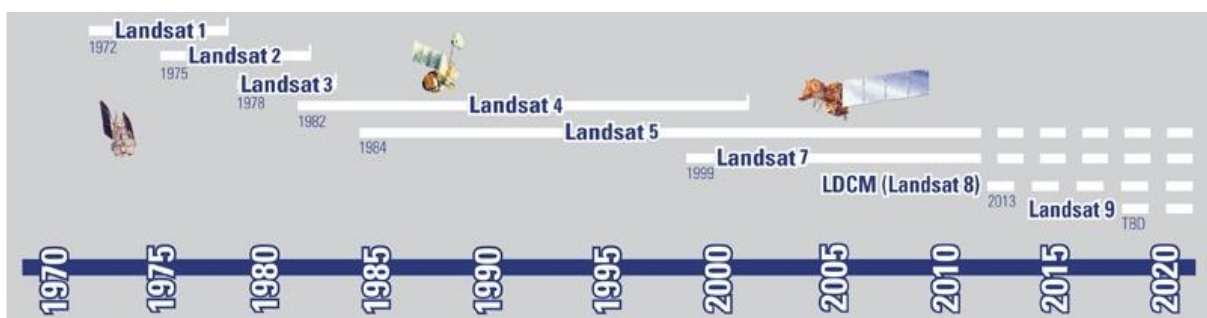 Landsat 1
1972
Landsat 2
1975
Landsat 3
1978
Landsat 4
1982
Landsat 5
1984
Landsat 7
1999
LDCM (Landsat 8)
2013
Landsat 9
TBD
1970 1975 1980 1985 1990 1995 2000 2005 2010 2015 2020